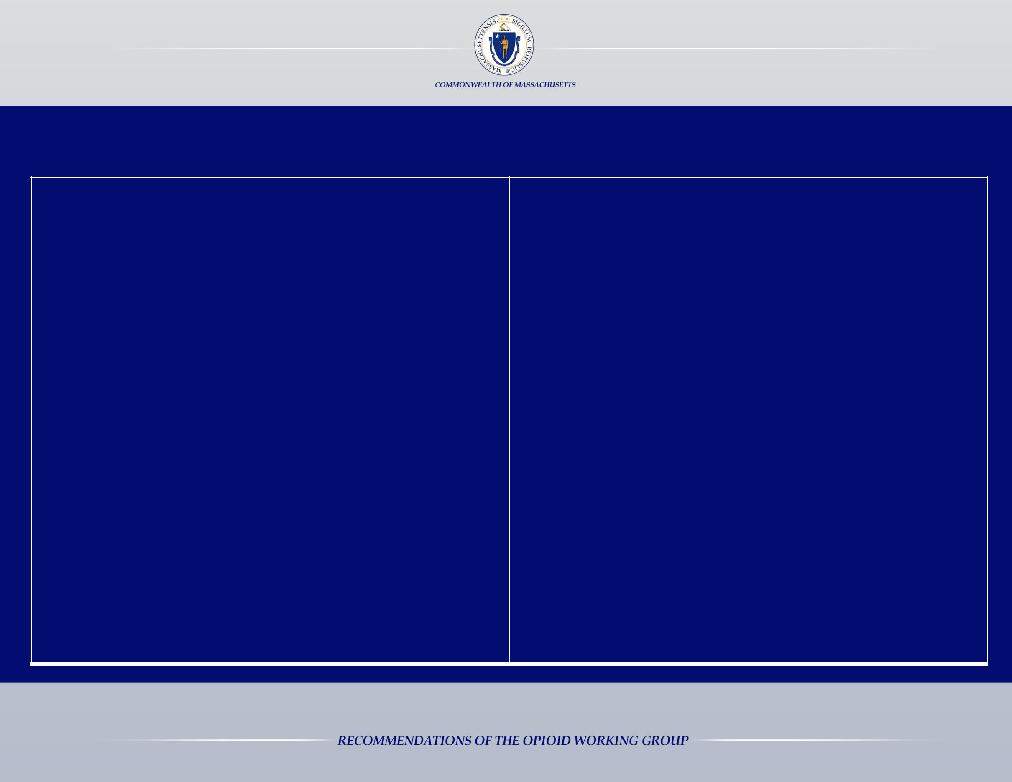 COMMONWEALTH OF MASSACHUSETTS
RECOMMENDATIONS OF THE OPIOID WORKING GROUP